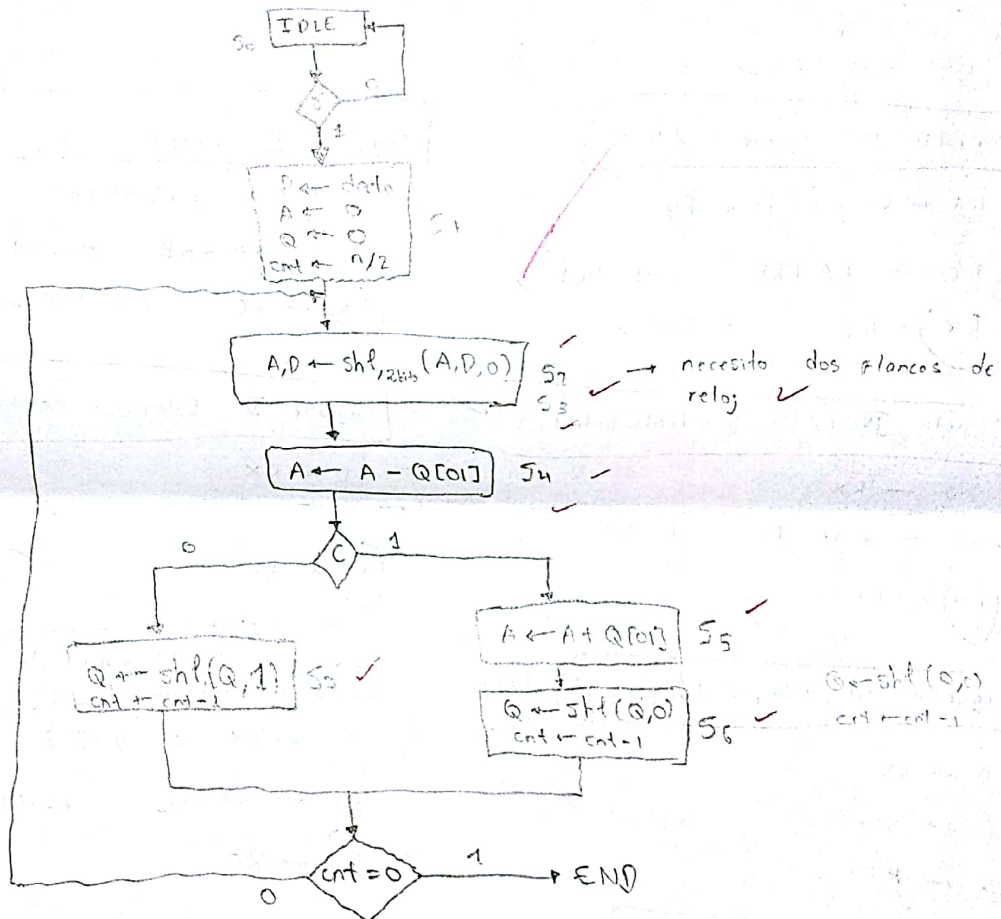 IDLE
S0
0
1
D ← dato
A ← 0
Q ← 0
cnt ← n/2
S1
A,D ← shl,2bits (A,D,0)
S2
S3
→ necesito dos flancos de
reloj
A ← A - Q[01]
S4
0
C
1
A ← A + Q[01]
S5
Q ← shl(Q,1)
cnt ← cnt-1
S5
Q ← shl(Q,0)
cnt ← cnt-1
S6
Q ← shl(Q,0)
cnt ← cnt-1
cnt = 0
1
END
0